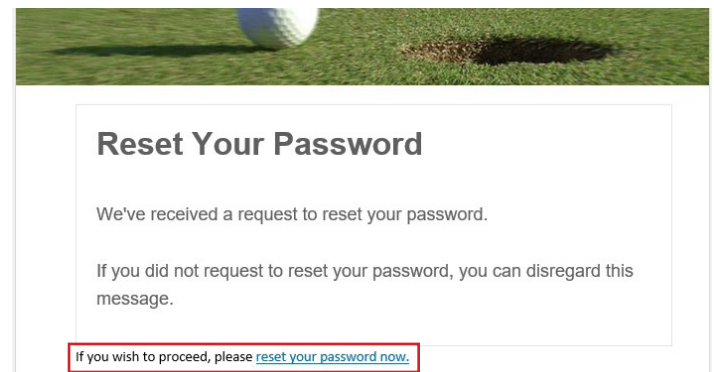 Reset Your Password
We've received a request to reset your password.
If you did not request to reset your password, you can disregard this
message.
If you wish to proceed, please reset your password now.